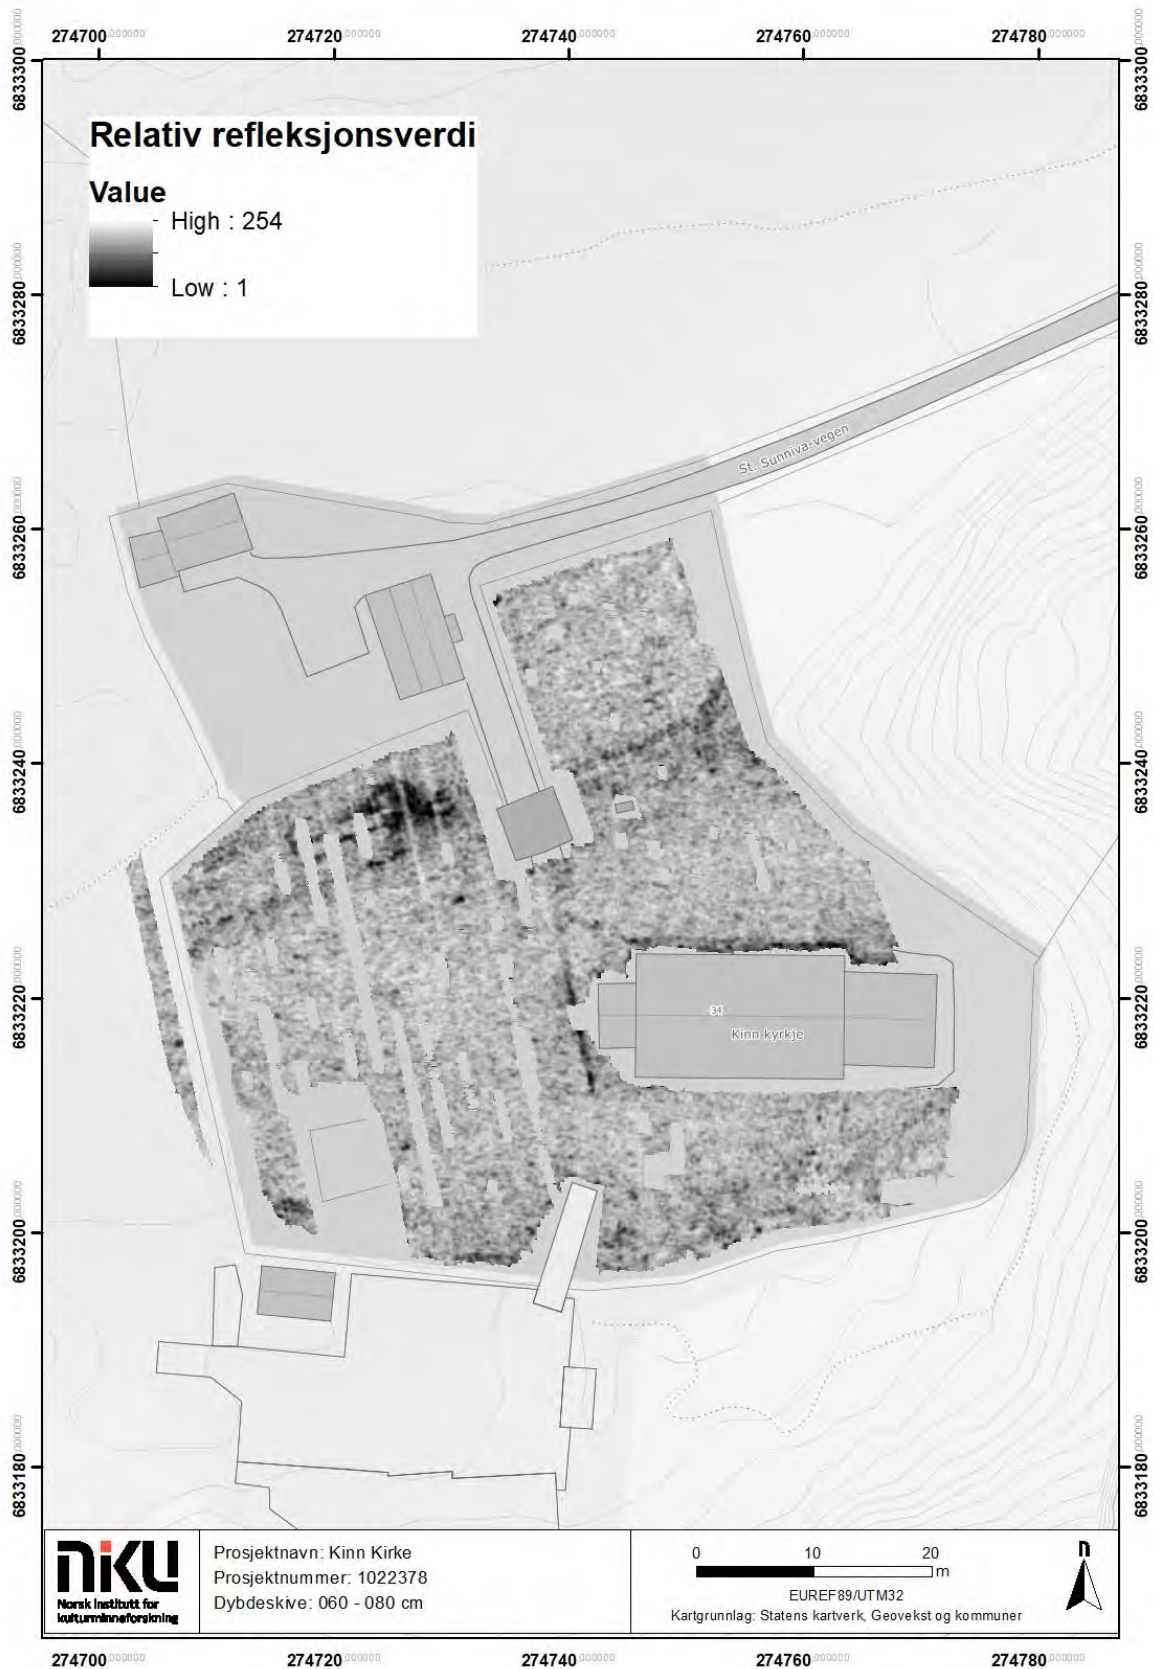 274700,000000 274720,000000 274740,000000 274760,000000 274780,000000
6833300,000000 6833300,000000
Relativ refleksjonsverdi
Value
High : 254
Low : 1
6833280,000000 6833280,000000
St. Sunniva-vegen
6833260,000000 6833260,000000
6833240,000000 6833240,000000
6833220,000000 6833220,000000
34
Kinn kyrkje
6833200,000000 6833200,000000
6833180,000000 6833180,000000
NIKU
Norsk institutt for
kulturminneforskning
Prosjektnavn: Kinn Kirke
Prosjektnummer: 1022378
Dybdeskive: 060 - 080 cm
0 10 20
m
EUREF89/UTM32
Kartgrunnlag: Statens kartverk, Geovekst og kommuner
n
274700,000000 274720,000000 274740,000000 274760,000000 274780,000000